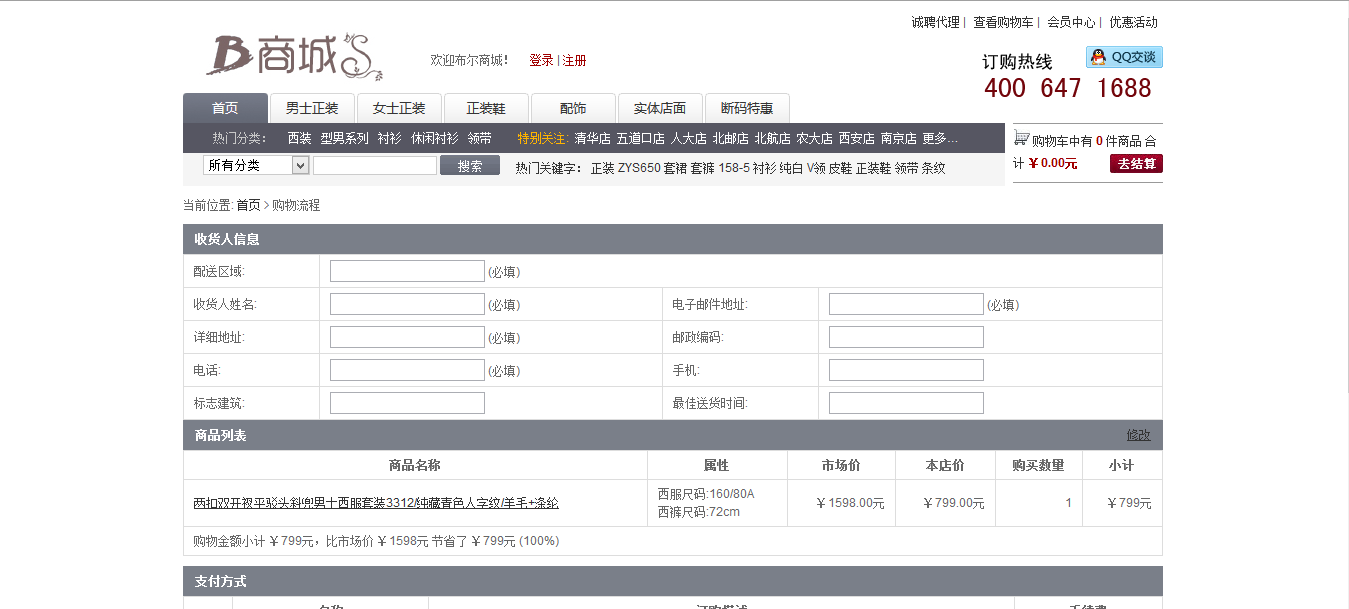 诚聘代理| 查看购物车| 会员中心| 优惠活动
B商城S
欢迎布尔商城! 登录|注册
订购热线 QQ交谈
400 647 1688
首页 男士正装 女士正装 正装鞋 配饰 实体店面 断码特惠
热门分类: 西装 型男系列 衬衫 休闲衬衫 领带 特别关注: 清华店 五道口店 人大店 北邮店 北航店 农大店 西安店 南京店 更多...
购物车中有 0 件商品 合
计 ¥0.00元 去结算
所有分类 搜索 热门关键字: 正装 ZYS650 套裙 套裤 158-5 衬衫 纯白 V领 皮鞋 正装鞋 领带 条纹
当前位置: 首页 > 购物流程
收货人信息
配送区域: (必填)
收货人姓名: (必填) 电子邮件地址: (必填)
详细地址: (必填) 邮政编码:
电话: (必填) 手机:
标志建筑: 最佳送货时间:
商品列表 修改
商品名称 属性 市场价 本店价 购买数量 小计
两扣双开衩平驳头斜兜男士西服套装3312/纯藏青色人字纹/羊毛+涤纶 西服尺码:160/80A ¥1598.00元 ¥799.00元 1 ¥799元
西裤尺码:72cm
购物金额小计 ¥799元，比市场价 ¥1598元 节省了 ¥799元 (100%)
支付方式
名称 订购描述 手续费